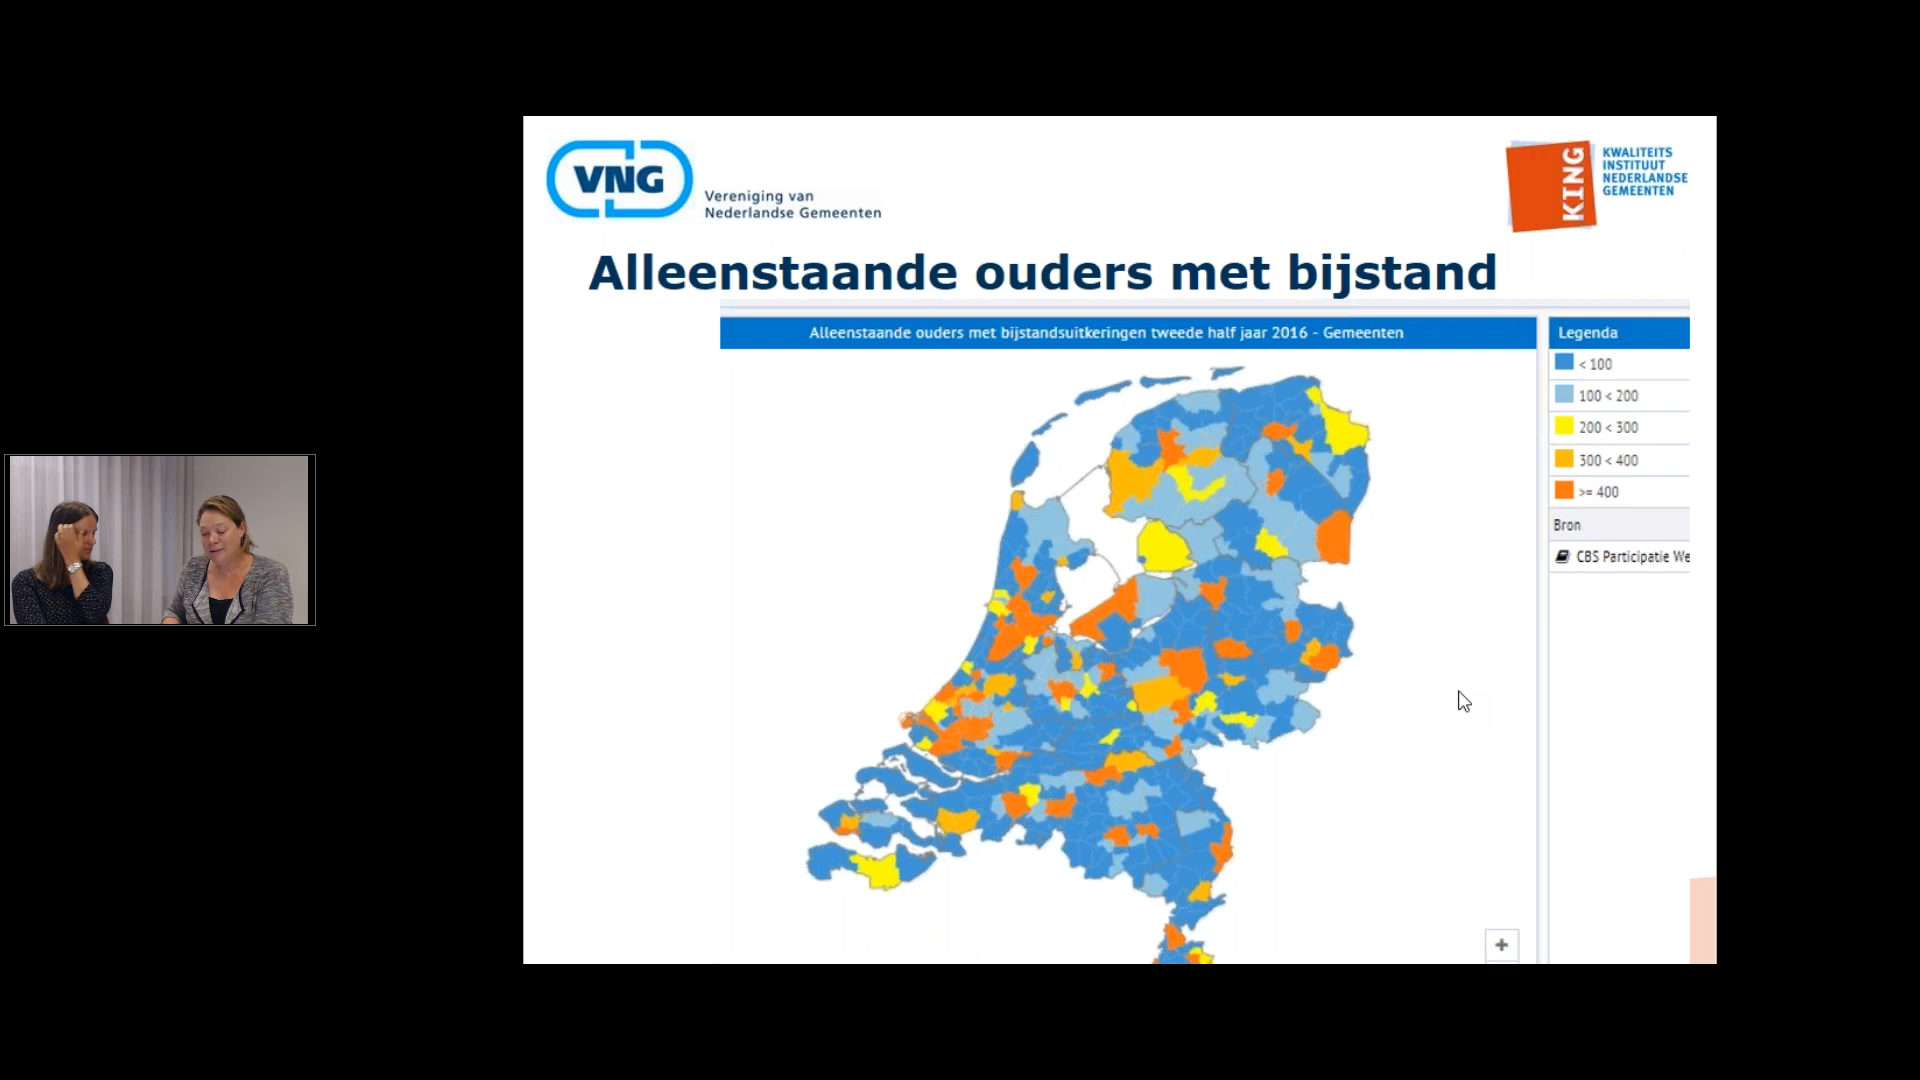 VNG
Vereniging van
Nederlandse Gemeenten
KING
KWALITEITS
INSTITUUT
NEDERLANDSE
GEMEENTEN
Alleenstaande ouders met bijstand
Alleenstaande ouders met bijstandsuitkeringen tweede half jaar 2016 - Gemeenten
Legenda
< 100
100 < 200
200 < 300
300 < 400
>= 400
Bron
CBS Participatie We
+